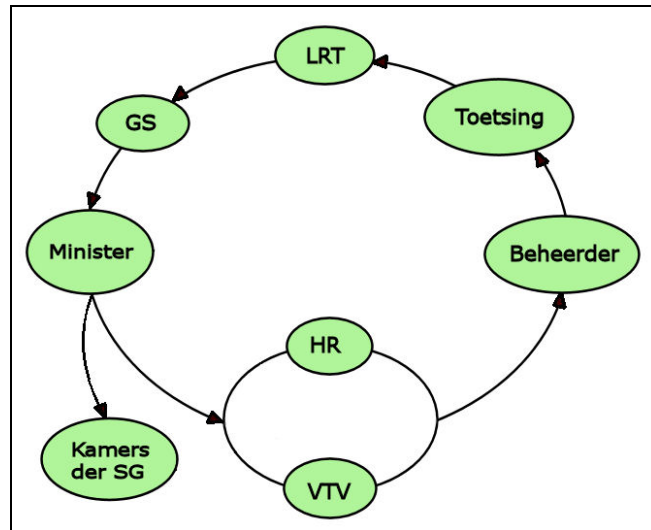 LRT
GS
Toetsing
Minister
Beheerder
HR
Kamers
der SG
VTV